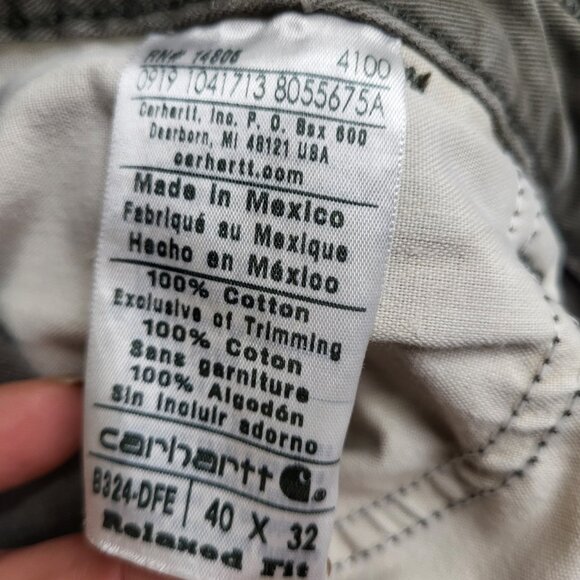 RN# 14806 4100
0919 1041713 8055675A
Carhartt, Inc. P. O. Box 600
Dearborn, MI 48121 USA
carhartt.com
Made in Mexico
Fabriqué au Mexique
Hecho en México
100% Cotton
Exclusive of Trimming
100% Coton
Sans garniture
100% Algodón
Sin incluir adorno
carhartt
B324-DFE 40 X 32
Relaxed Fit